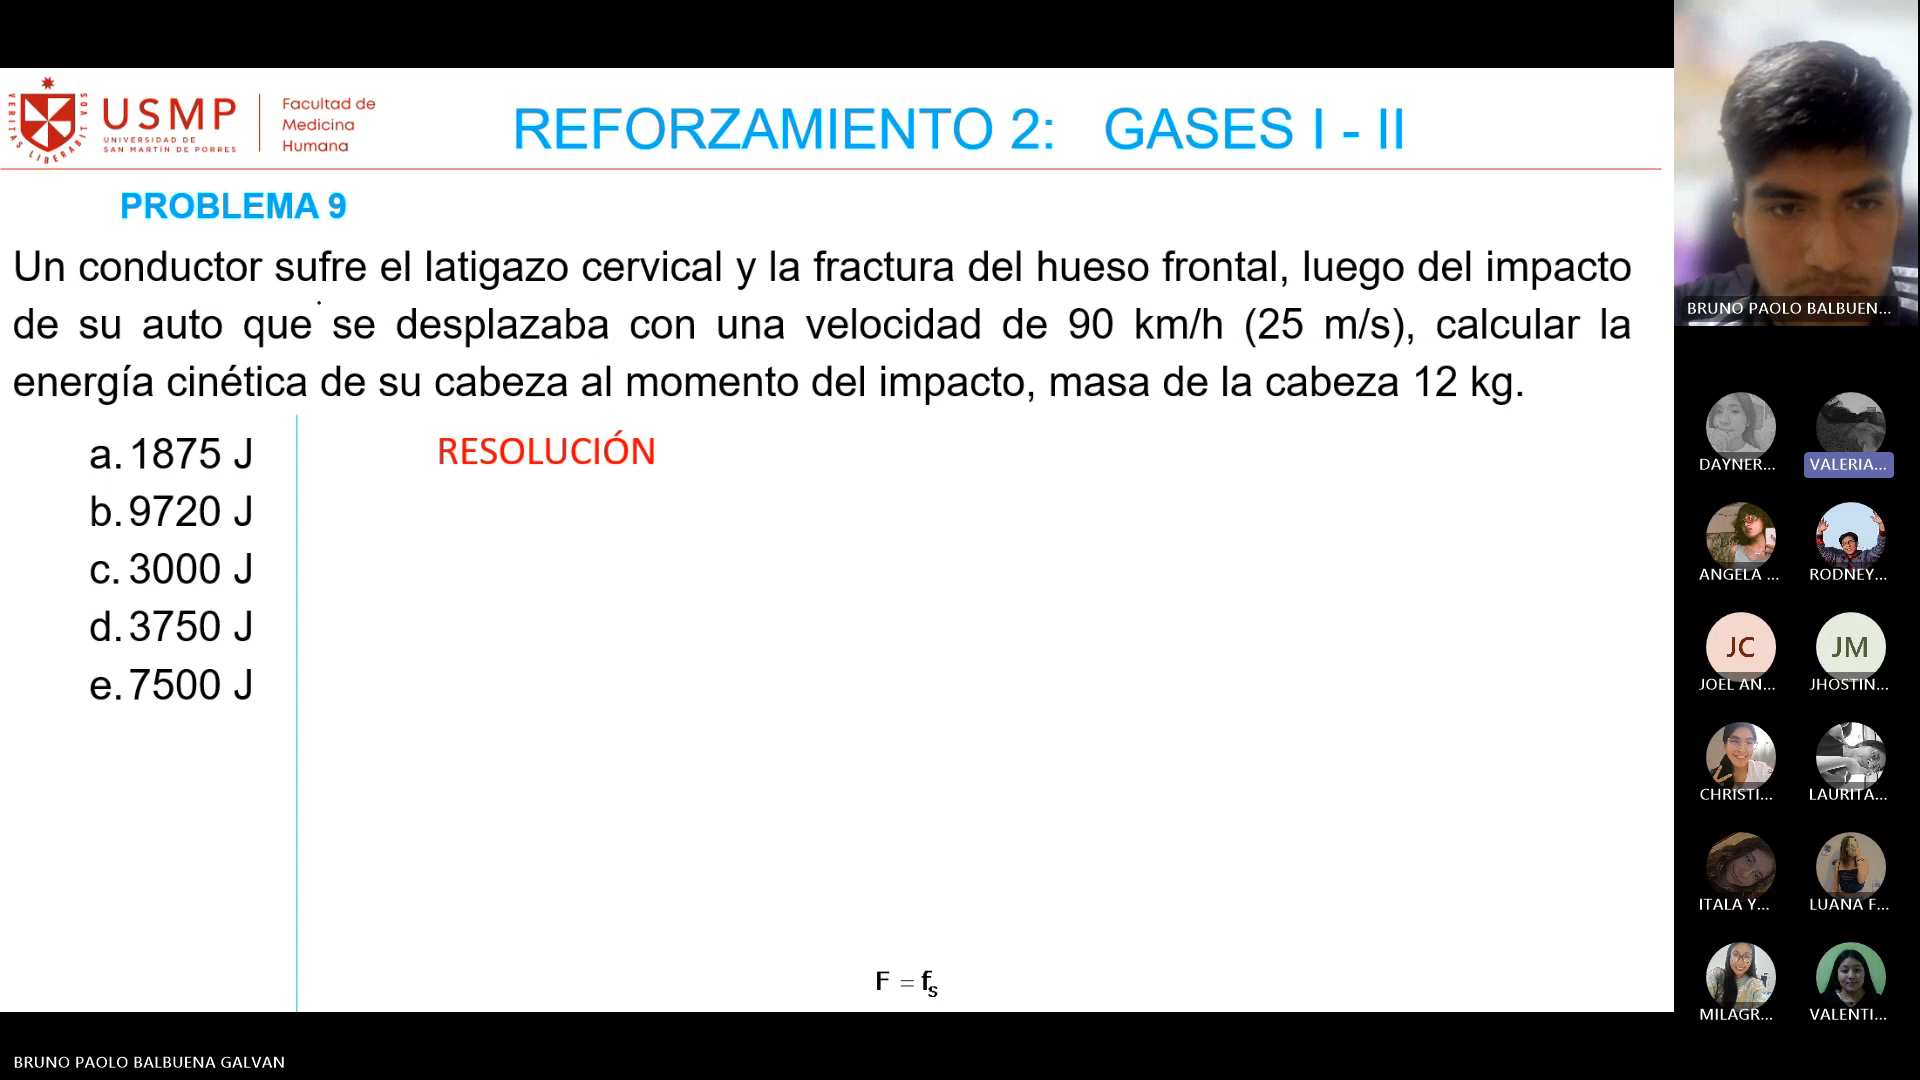 VERITAS LIBERABIT VOS
USMP
UNIVERSIDAD DE
SAN MARTÍN DE PORRES
Facultad de
Medicina
Humana
REFORZAMIENTO 2: GASES I - II
PROBLEMA 9
Un conductor sufre el latigazo cervical y la fractura del hueso frontal, luego del impacto
de su auto que se desplazaba con una velocidad de 90 km/h (25 m/s), calcular la
energía cinética de su cabeza al momento del impacto, masa de la cabeza 12 kg.
a. 1875 J
b. 9720 J
c. 3000 J
d. 3750 J
e. 7500 J
RESOLUCIÓN
F = fs
BRUNO PAOLO BALBUENA GALVAN
BRUNO PAOLO BALBUEN...
DAYNER...
VALERIA...
ANGELA ...
RODNEY...
JC
JM
JOEL AN...
JHOSTIN...
CHRISTI...
LAURITA...
ITALA Y...
LUANA F...
MILAGR...
VALENTI...